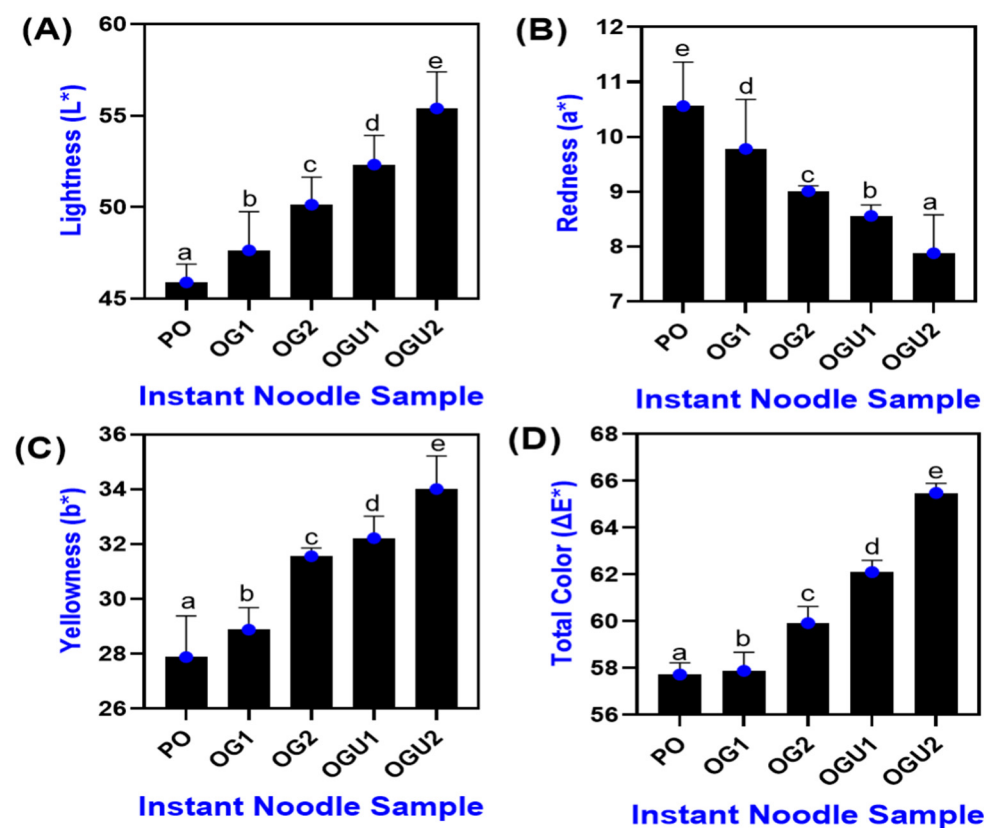 (A)
Lightness (L*)
60
55
50
45
a
b
c
d
e
PO
OG1
OG2
OGU1
OGU2
Instant Noodle Sample
(B)
Redness (a*)
12
11
10
9
8
7
e
d
c
b
a
PO
OG1
OG2
OGU1
OGU2
Instant Noodle Sample
(C)
Yellowness (b*)
36
34
32
30
28
26
a
b
c
d
e
PO
OG1
OG2
OGU1
OGU2
Instant Noodle Sample
(D)
Total Color (ΔE*)
68
66
64
62
60
58
56
a
b
c
d
e
PO
OG1
OG2
OGU1
OGU2
Instant Noodle Sample